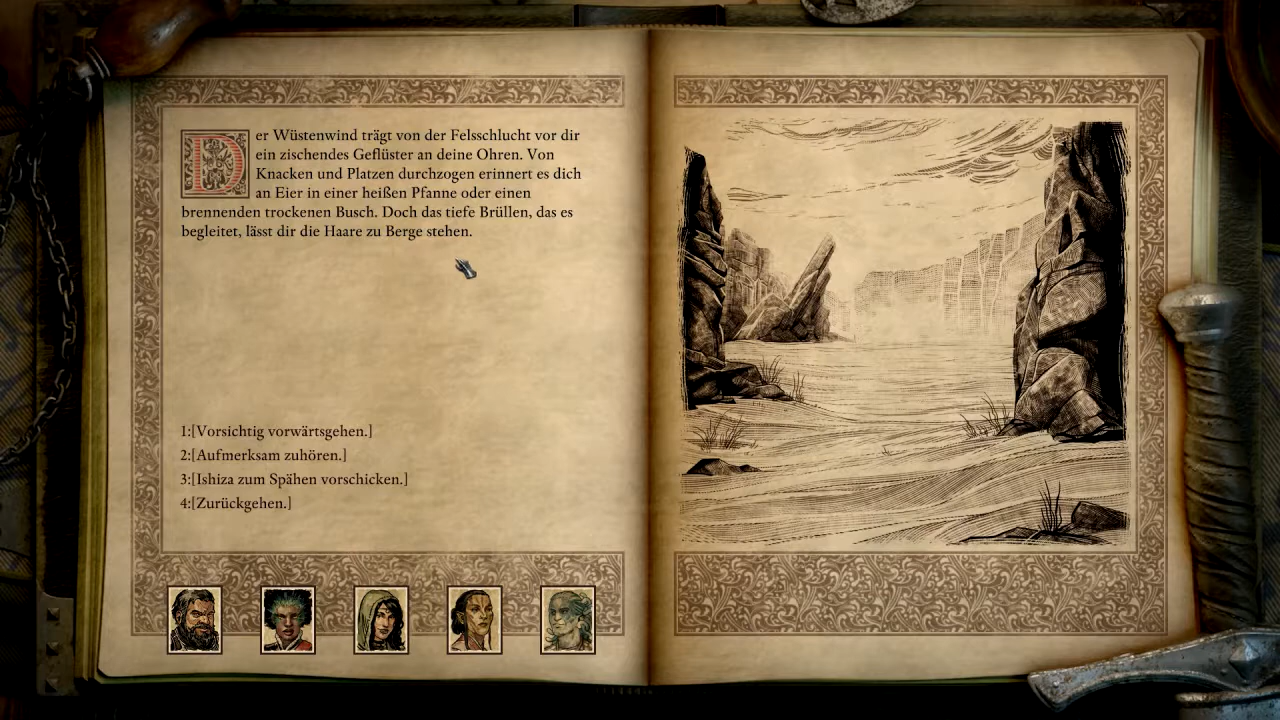 Der Wüstenwind trägt von der Felsschlucht vor dir
ein zischendes Geflüster an deine Ohren. Von
Knacken und Platzen durchzogen erinnert es dich
an Eier in einer heißen Pfanne oder einen
brennenden trockenen Busch. Doch das tiefe Brüllen, das es
begleitet, lässt dir die Haare zu Berge stehen.
1:[Vorsichtig vorwärtsgehen.]
2:[Aufmerksam zuhören.]
3:[Ishiza zum Spähen vorschicken.]
4:[Zurückgehen.]